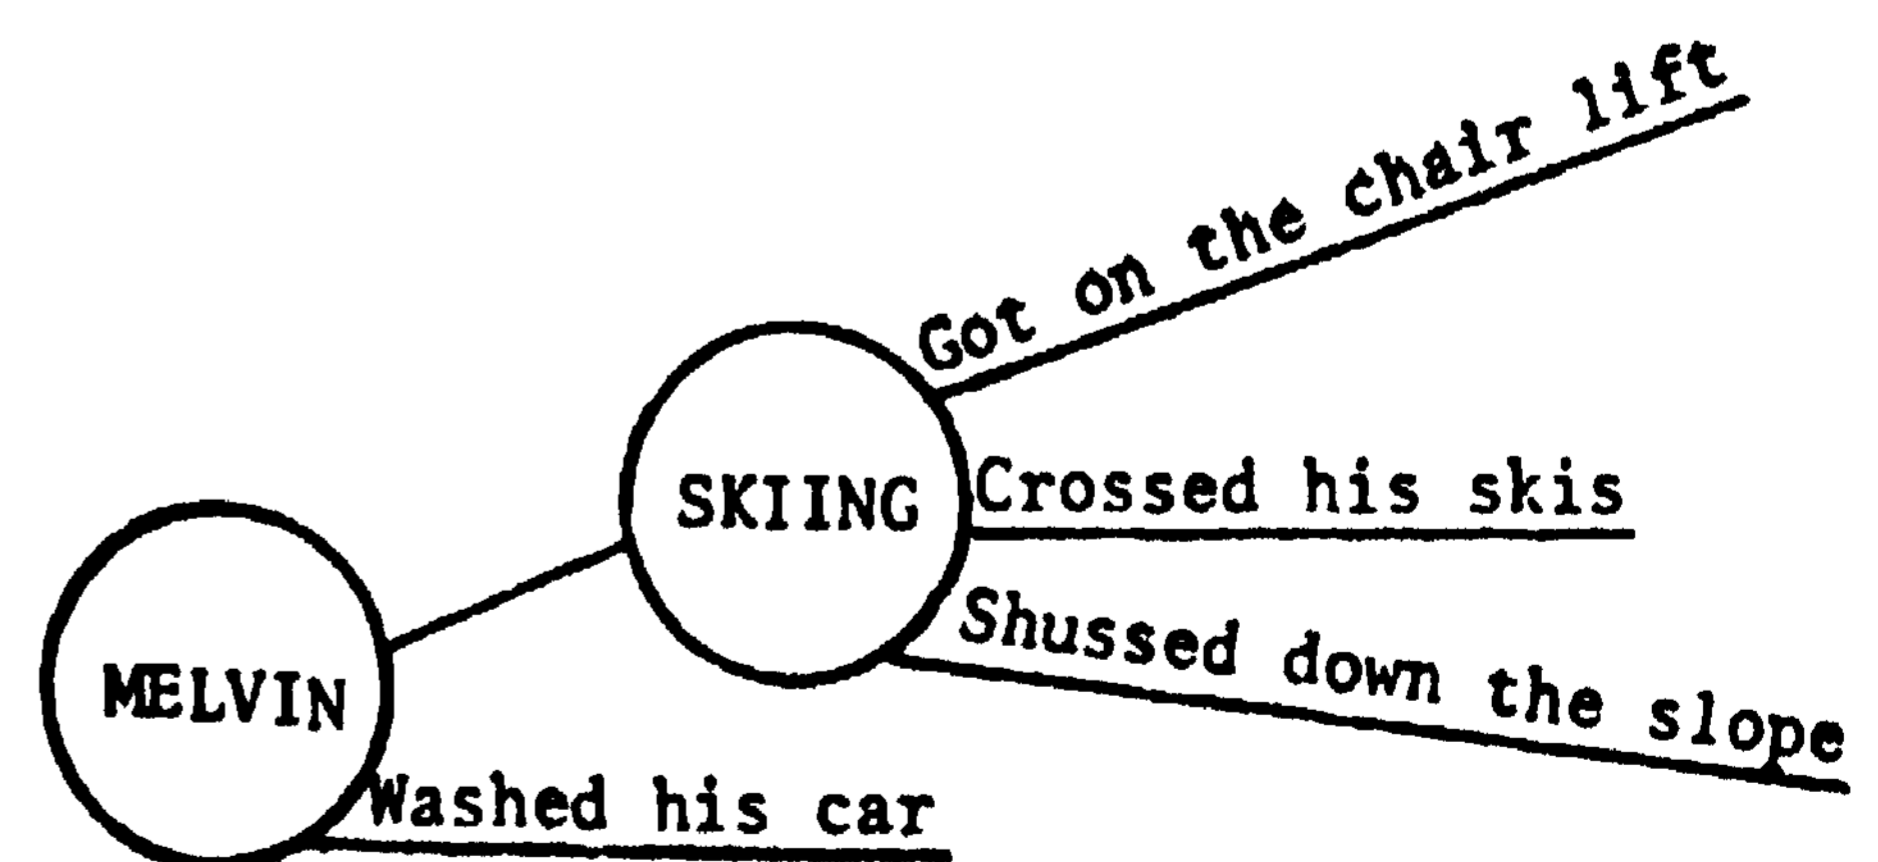 Got on the chair lift
SKIING
Crossed his skis
Shussed down the slope
MELVIN
Washed his car